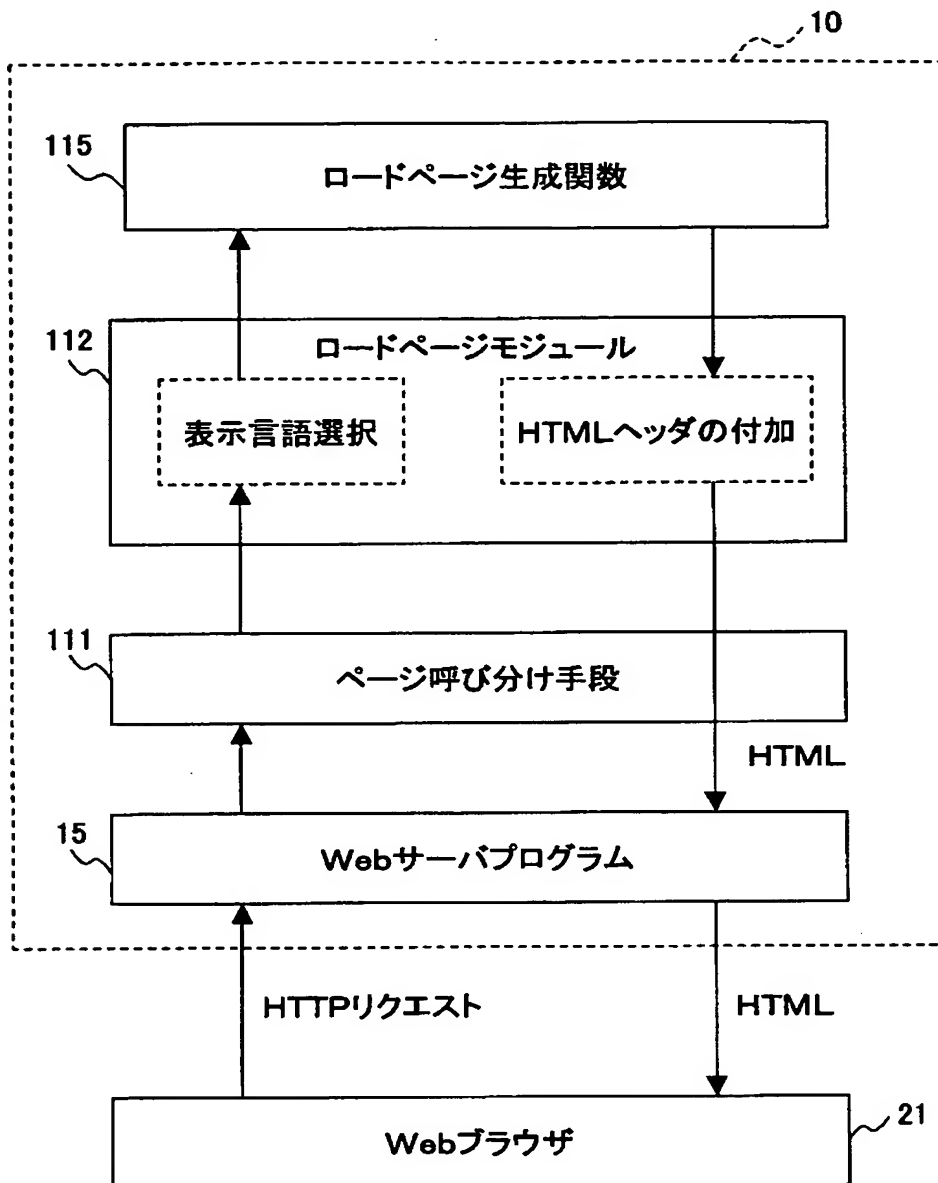 10
115
ロードページ生成関数
112
ロードページモジュール
表示言語選択
HTMLヘッダの付加
111
ページ呼び分け手段
HTML
15
Webサーバプログラム
HTTPリクエスト
HTML
Webブラウザ
21